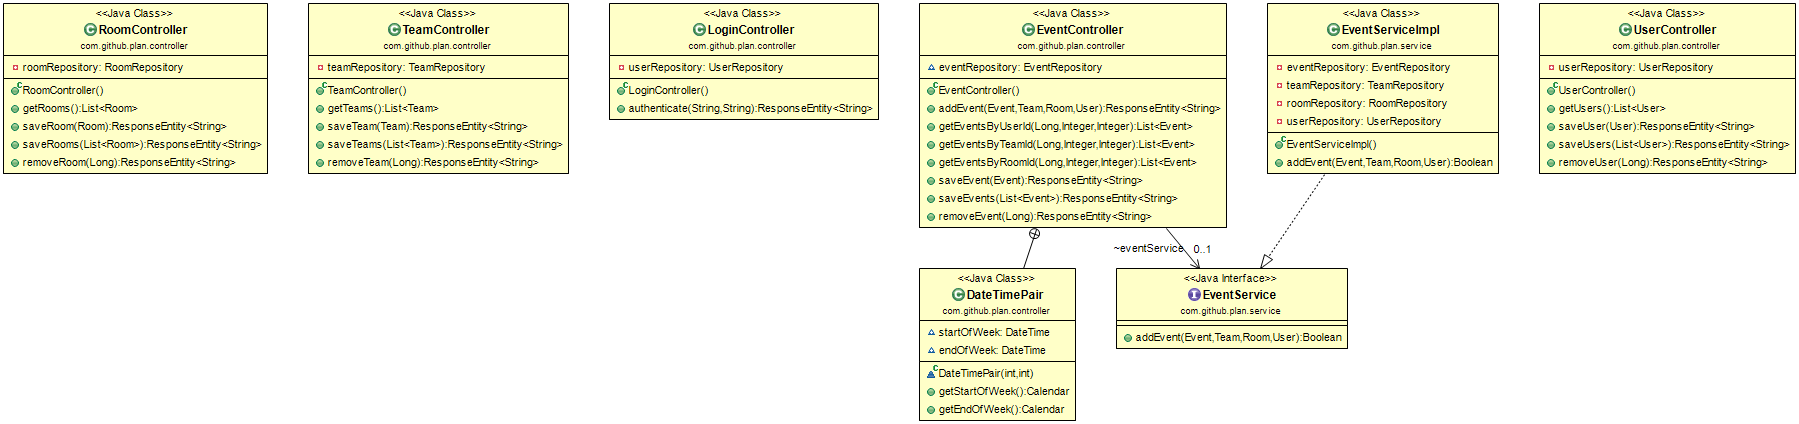 <<Java Class>>
RoomController
com.github.plan.controller
roomRepository: RoomRepository
RoomController()
getRooms():List<Room>
saveRoom(Room):ResponseEntity<String>
saveRooms(List<Room>):ResponseEntity<String>
removeRoom(Long):ResponseEntity<String>
<<Java Class>>
TeamController
com.github.plan.controller
teamRepository: TeamRepository
TeamController()
getTeams():List<Team>
saveTeam(Team):ResponseEntity<String>
saveTeams(List<Team>):ResponseEntity<String>
removeTeam(Long):ResponseEntity<String>
<<Java Class>>
LoginController
com.github.plan.controller
userRepository: UserRepository
LoginController()
authenticate(String,String):ResponseEntity<String>
<<Java Class>>
EventController
com.github.plan.controller
eventRepository: EventRepository
EventController()
addEvent(Event,Team,Room,User):ResponseEntity<String>
getEventsByUserId(Long,Integer,Integer):List<Event>
getEventsByTeamId(Long,Integer,Integer):List<Event>
getEventsByRoomId(Long,Integer,Integer):List<Event>
saveEvent(Event):ResponseEntity<String>
saveEvents(List<Event>):ResponseEntity<String>
removeEvent(Long):ResponseEntity<String>
<<Java Class>>
EventServiceImpl
com.github.plan.service
eventRepository: EventRepository
teamRepository: TeamRepository
roomRepository: RoomRepository
userRepository: UserRepository
EventServiceImpl()
addEvent(Event,Team,Room,User):Boolean
<<Java Class>>
UserController
com.github.plan.controller
userRepository: UserRepository
UserController()
getUsers():List<User>
saveUser(User):ResponseEntity<String>
saveUsers(List<User>):ResponseEntity<String>
removeUser(Long):ResponseEntity<String>
~eventService 0..1
<<Java Class>>
DateTimePair
com.github.plan.controller
startOfWeek: DateTime
endOfWeek: DateTime
DateTimePair(int,int)
getStartOfWeek():Calendar
getEndOfWeek():Calendar
<<Java Interface>>
EventService
com.github.plan.service
addEvent(Event,Team,Room,User):Boolean